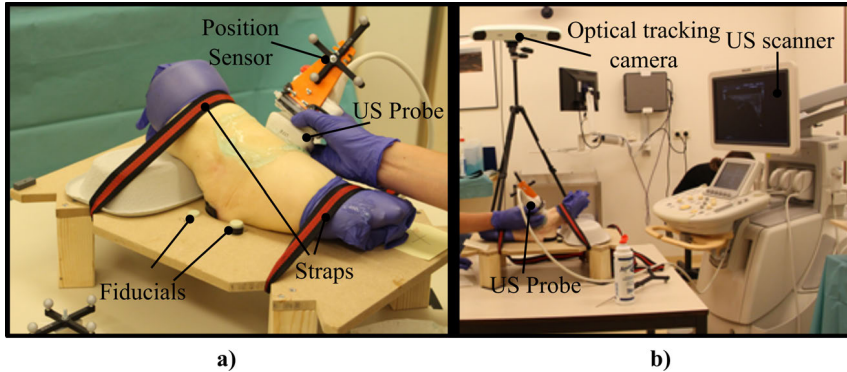 Position
Sensor
US Probe
Straps
Fiducials
Optical tracking
camera
US scanner
US Probe
a)
b)